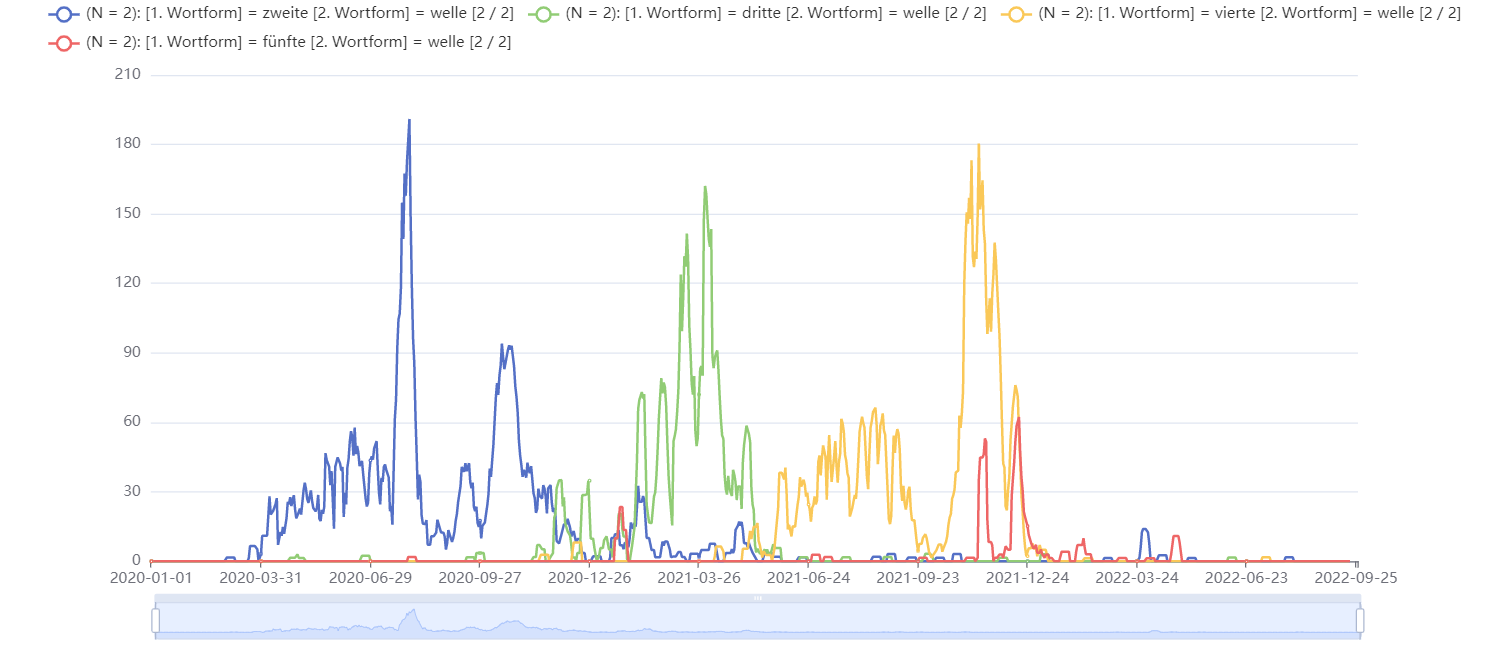 (N = 2): [1. Wortform] = zweite [2. Wortform] = welle [2 / 2] (N = 2): [1. Wortform] = dritte [2. Wortform] = welle [2 / 2] (N = 2): [1. Wortform] = vierte [2. Wortform] = welle [2 / 2]
(N = 2): [1. Wortform] = fünfte [2. Wortform] = welle [2 / 2]
210
180
150
120
90
60
30
0
2020-01-01 2020-03-31 2020-06-29 2020-09-27 2020-12-26 2021-03-26 2021-06-24 2021-09-23 2021-12-24 2022-03-24 2022-06-23 2022-09-25